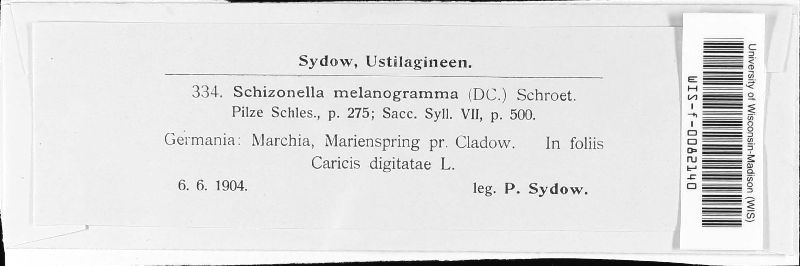 Sydow, Ustilagineen.
334. Schizonella melanogramma (DC.) Schroet.
Pilze Schles., p. 275; Sacc. Syll. VII, p. 500.
Germania: Marchia, Marienspring pr. Cladow. In foliis
Caricis digitatae L.
6. 6. 1904. leg. P. Sydow.
WIS-f-0082140
University of Wisconsin-Madison (WIS)